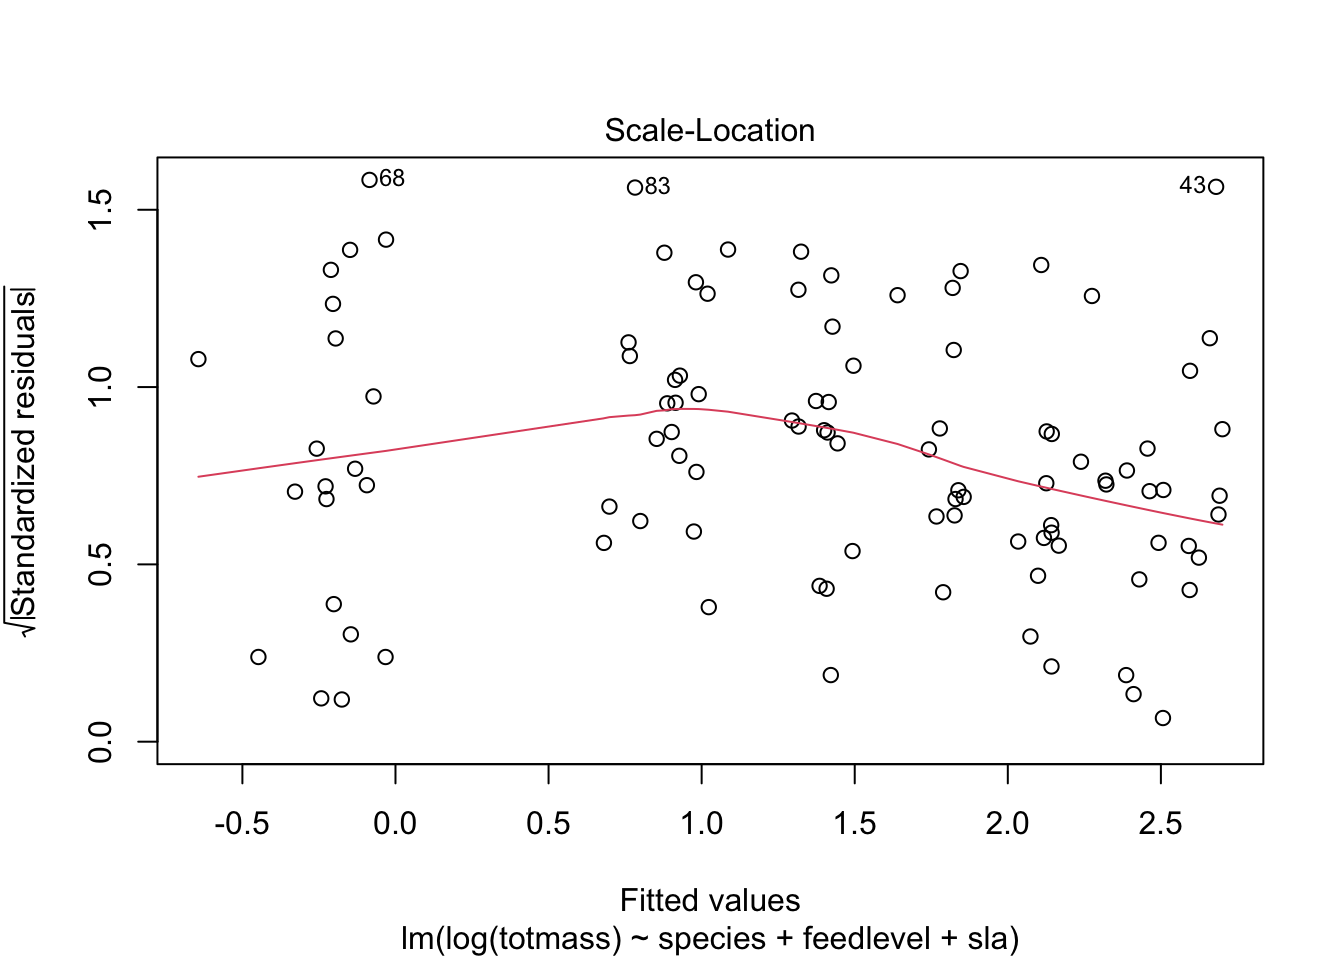 Scale-Location
68
83
43
√|Standardized residuals|
1.5
1.0
0.5
0.0
-0.5 0.0 0.5 1.0 1.5 2.0 2.5
Fitted values
lm(log(totmass) ~ species + feedlevel + sla)